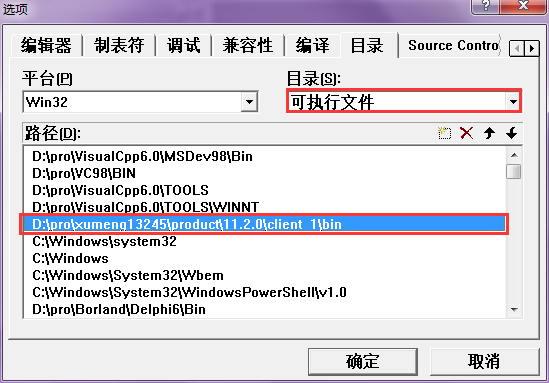 选项
编辑器 制表符 调试 兼容性 编译 目录 Source Contro
平台(P) 目录(S):
Win32 可执行文件
路径(D):
D:\pro\VisualCpp6.0\MSDev98\Bin
D:\pro\VC98\BIN
D:\pro\VisualCpp6.0\TOOLS
D:\pro\VisualCpp6.0\TOOLS\WINNT
D:\pro\xumeng13245\product\11.2.0\client_1\bin
C:\Windows\system32
C:\Windows
C:\Windows\System32\Wbem
C:\Windows\System32\WindowsPowerShell\v1.0
D:\pro\Borland\Delphi6\Bin
确定 取消